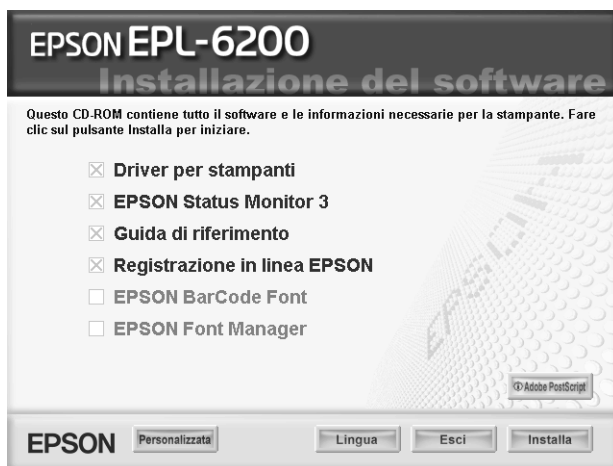 EPSON EPL-6200
Installazione del software
Questo CD-ROM contiene tutto il software e le informazioni necessarie per la stampante. Fare
clic sul pulsante Installa per iniziare.
Driver per stampanti
EPSON Status Monitor 3
Guida di riferimento
Registrazione in linea EPSON
EPSON BarCode Font
EPSON Font Manager
EPSON
Adobe PostScript
EPSON
Personalizzata
Lingua
Esci
Installa